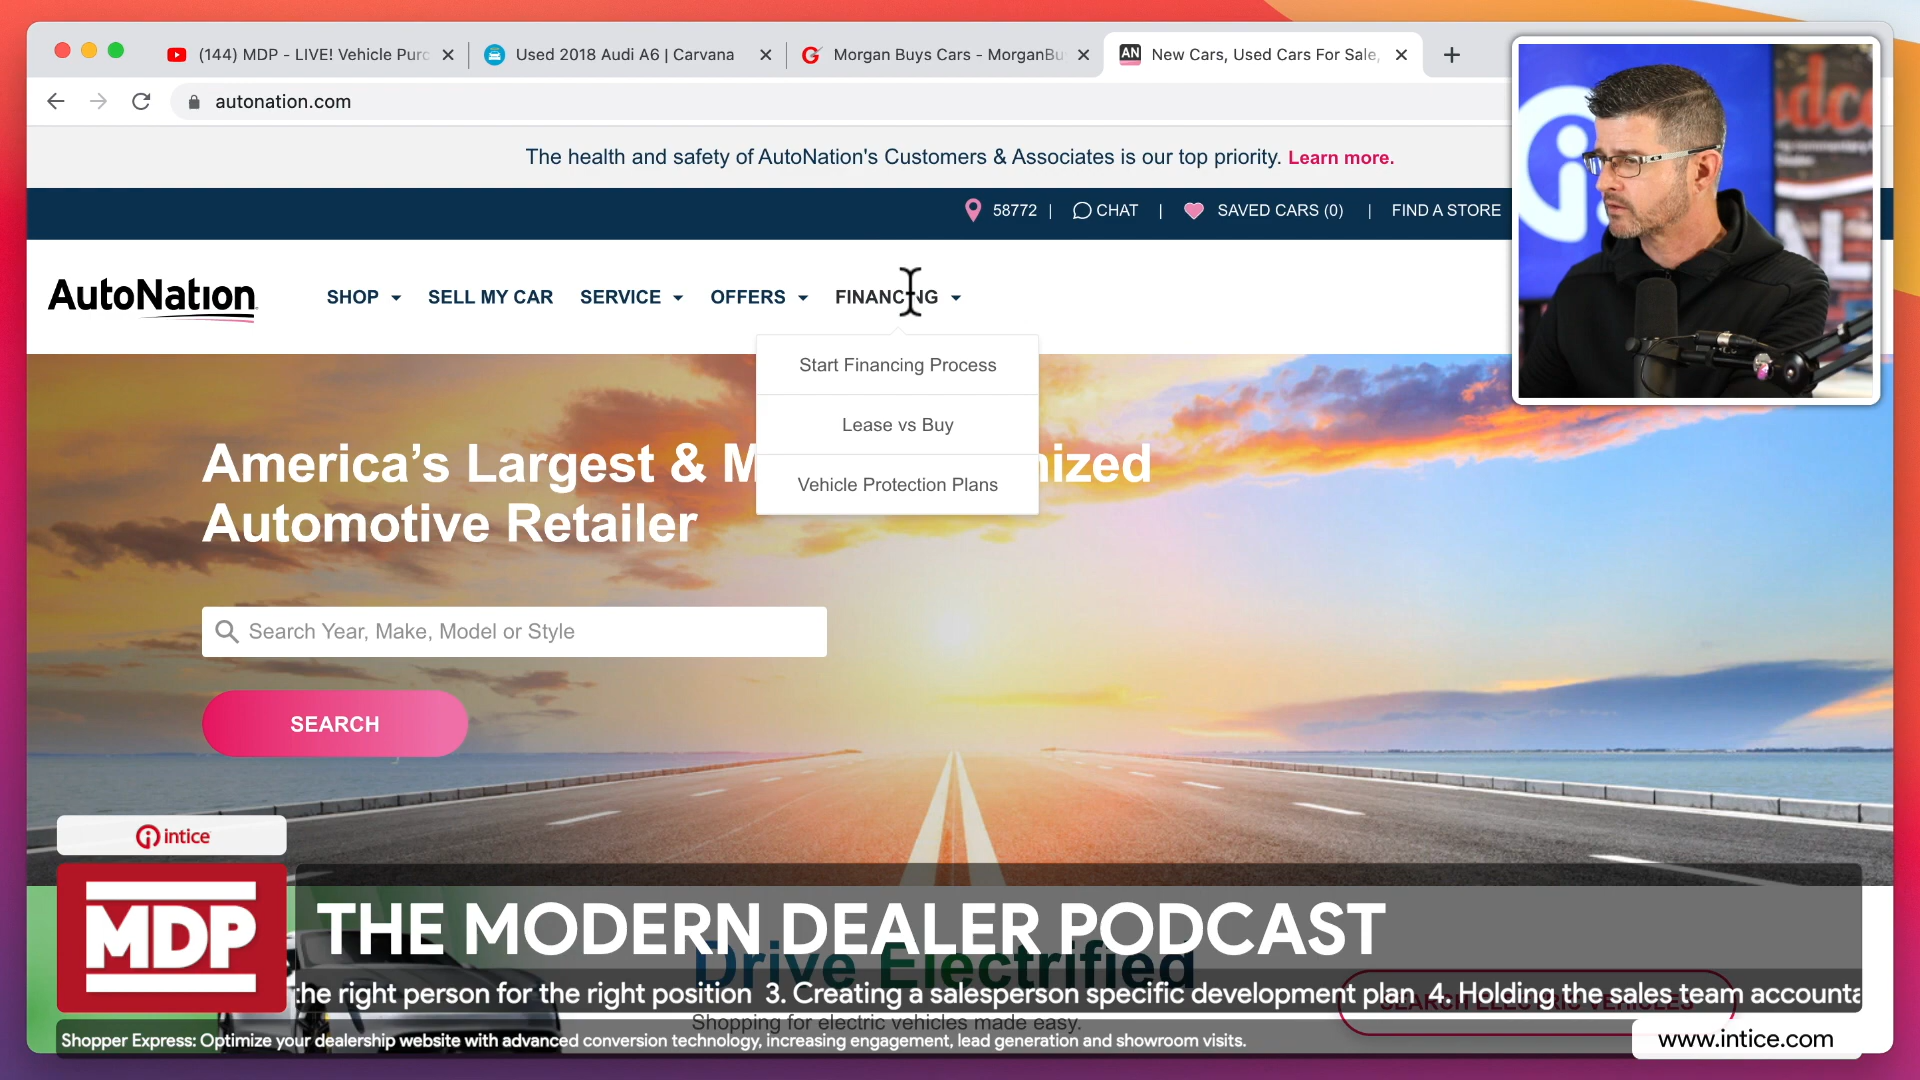 (144) MDP - LIVE! Vehicle Purc
Used 2018 Audi A6 | Carvana
Morgan Buys Cars - MorganBu
AN
New Cars, Used Cars For Sale,
autonation.com
The health and safety of AutoNation's Customers & Associates is our top priority. Learn more.
58772 | CHAT | SAVED CARS (0) | FIND A STORE
AutoNation
SHOP
SELL MY CAR
SERVICE
OFFERS
FINANCING
Start Financing Process
Lease vs Buy
Vehicle Protection Plans
America's Largest & M
nized
Automotive Retailer
Search Year, Make, Model or Style
SEARCH
intice
MDP
THE MODERN DEALER PODCAST
Drive Electrified
the right person for the right position 3. Creating a salesperson specific development plan 4. Holding the sales team accounta
SEARCH ELECTRIC VEHICLES
Shopping for electric vehicles made easy.
Shopper Express: Optimize your dealership website with advanced conversion technology, increasing engagement, lead generation and showroom visits.
www.intice.com